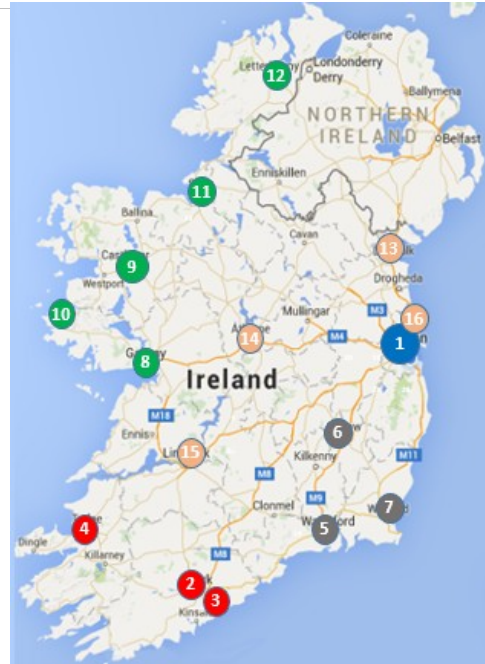 Coleraine
Londonderry
Derry
12
Ballymena
NORTHERN
IRELAND
Belfast
Enniskillen
11
Ballina
Cavan
13
9
Westport
Drogheda
10
M3
16
Mullingar
14
M4
1
8
Ireland
M18
6
Ennis
15
Kilkenny
M11
M8
M9
Clonmel
7
4
5
Dingle
Killarney
M8
2
3